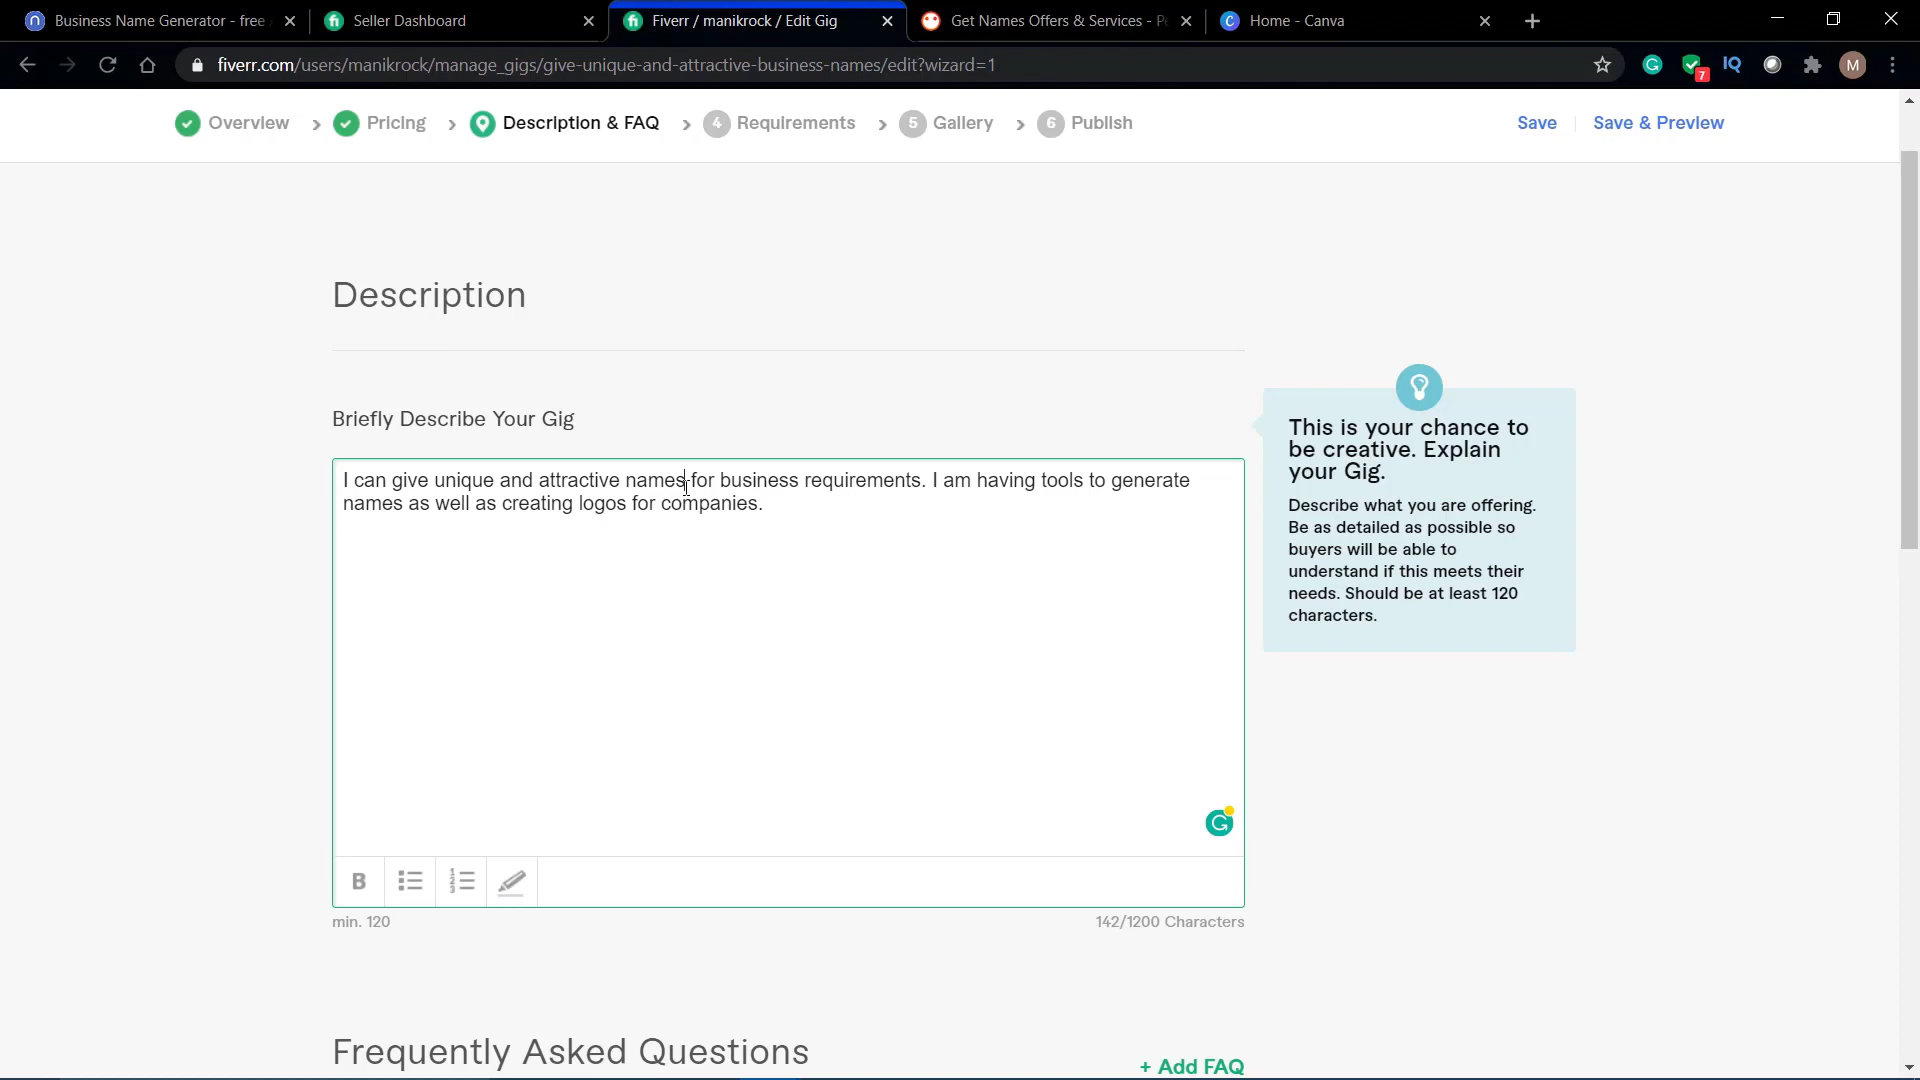 Business Name Generator - free
Seller Dashboard
Fiverr / manikrock / Edit Gig
Get Names Offers & Services - Pe
Home - Canva
fiverr.com/users/manikrock/manage_gigs/give-unique-and-attractive-business-names/edit?wizard=1
7
IQ
M
Overview
Pricing
Description & FAQ
4 Requirements
5 Gallery
6 Publish
Save
Save & Preview
Description
Briefly Describe Your Gig
I can give unique and attractive names for business requirements. I am having tools to generate
names as well as creating logos for companies.
This is your chance to
be creative. Explain
your Gig.
Describe what you are offering.
Be as detailed as possible so
buyers will be able to
understand if this meets their
needs. Should be at least 120
characters.
B
min. 120
142/1200 Characters
Frequently Asked Questions
+ Add FAQ